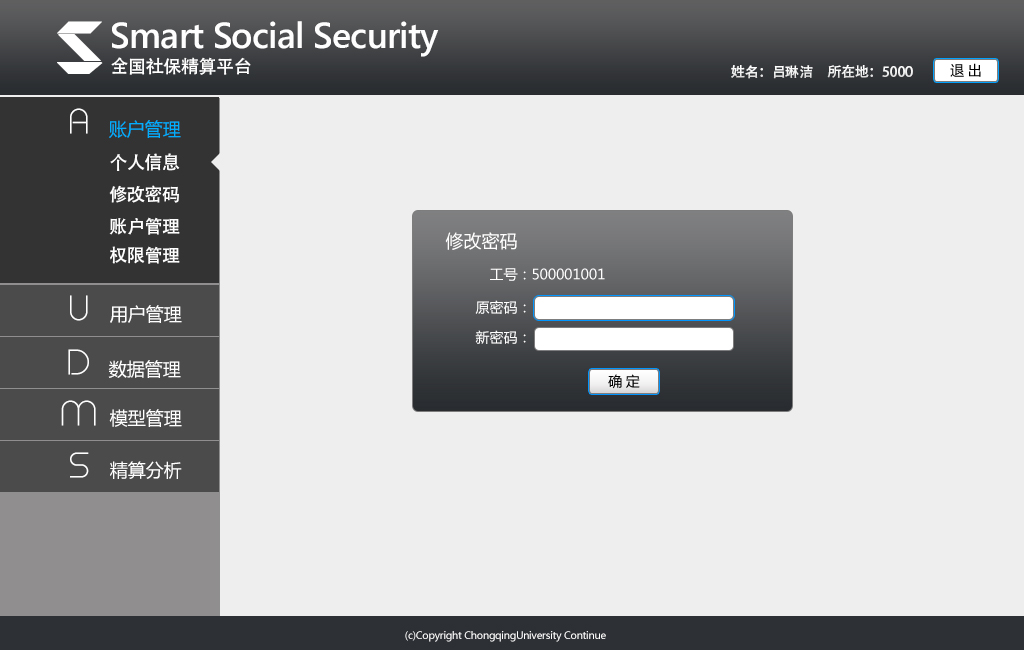 Smart Social Security
全国社保精算平台
姓名：吕琳洁 所在地：5000 退 出
A 账户管理
个人信息
修改密码
账户管理
权限管理
U 用户管理
D 数据管理
M 模型管理
S 精算分析
修改密码
工号：500001001
原密码：
新密码：
确 定
(c)Copyright ChongqingUniversity Continue